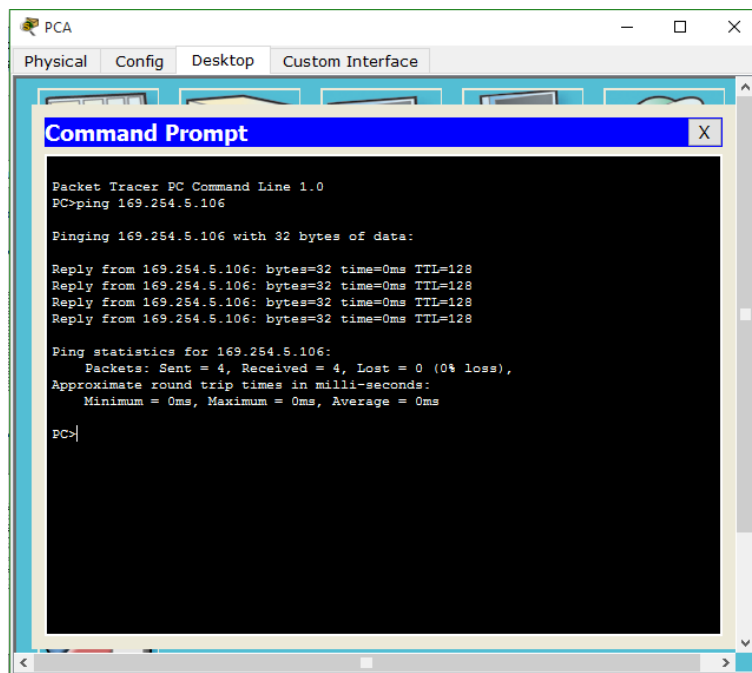 PCA
Physical Config Desktop Custom Interface
Command Prompt
X
Packet Tracer PC Command Line 1.0
PC>ping 169.254.5.106
Pinging 169.254.5.106 with 32 bytes of data:
Reply from 169.254.5.106: bytes=32 time=0ms TTL=128
Reply from 169.254.5.106: bytes=32 time=0ms TTL=128
Reply from 169.254.5.106: bytes=32 time=0ms TTL=128
Reply from 169.254.5.106: bytes=32 time=0ms TTL=128
Ping statistics for 169.254.5.106:
Packets: Sent = 4, Received = 4, Lost = 0 (0% loss),
Approximate round trip times in milli-seconds:
Minimum = 0ms, Maximum = 0ms, Average = 0ms
PC>